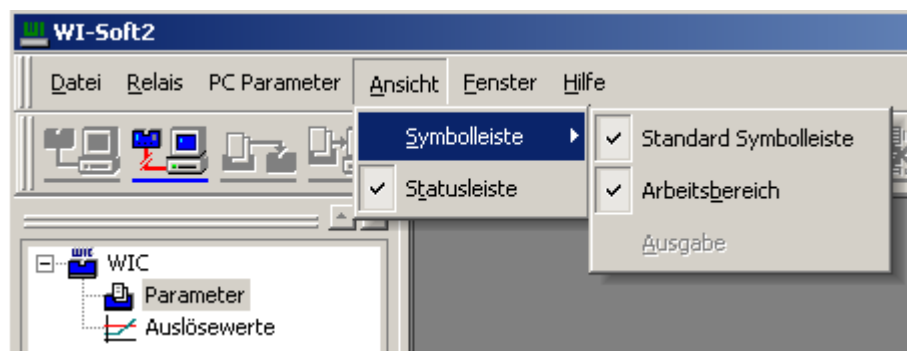 WI-Soft2
Datei Relais PC Parameter Ansicht Fenster Hilfe
Symbolleiste
Statusleiste
Standard Symbolleiste
Arbeitsbereich
Ausgabe
WIC
Parameter
Auslösewerte